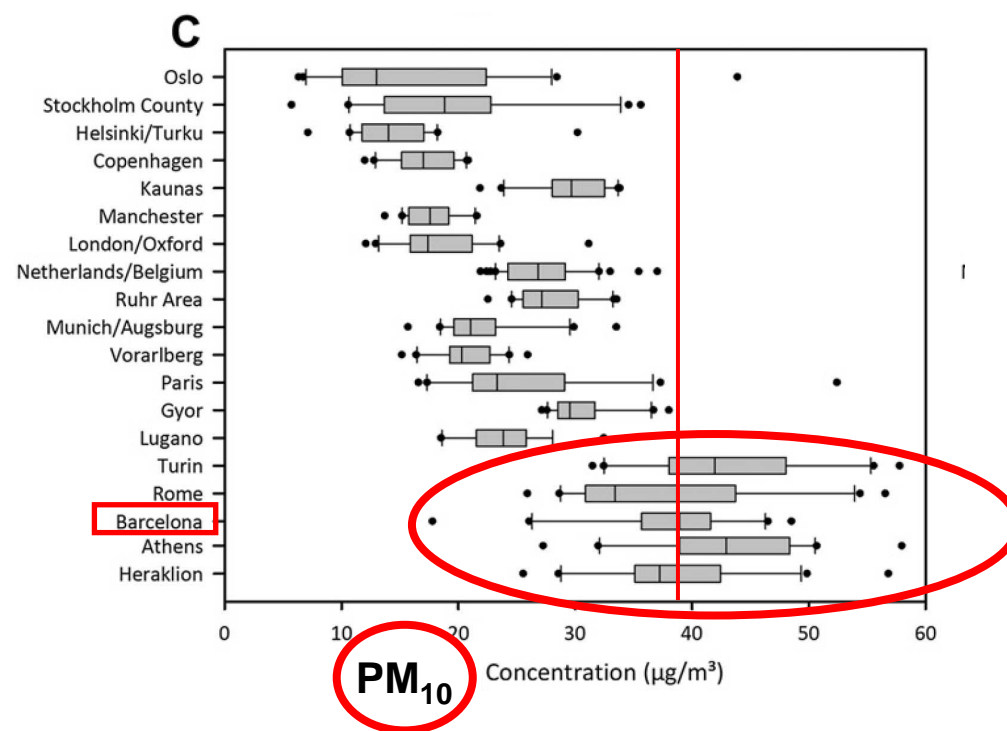 C
Oslo
Stockholm County
Helsinki/Turku
Copenhagen
Kaunas
Manchester
London/Oxford
Netherlands/Belgium
Ruhr Area
Munich/Augsburg
Vorarlberg
Paris
Gyor
Lugano
Turin
Rome
Barcelona
Athens
Heraklion
0 10 20 30 40 50 60
PM₁₀ Concentration (µg/m³)